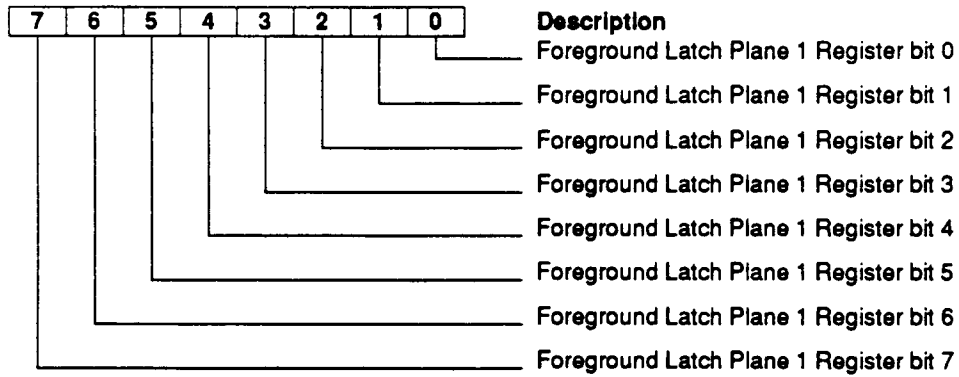 7 6 5 4 3 2 1 0 Description
Foreground Latch Plane 1 Register bit 0
Foreground Latch Plane 1 Register bit 1
Foreground Latch Plane 1 Register bit 2
Foreground Latch Plane 1 Register bit 3
Foreground Latch Plane 1 Register bit 4
Foreground Latch Plane 1 Register bit 5
Foreground Latch Plane 1 Register bit 6
Foreground Latch Plane 1 Register bit 7